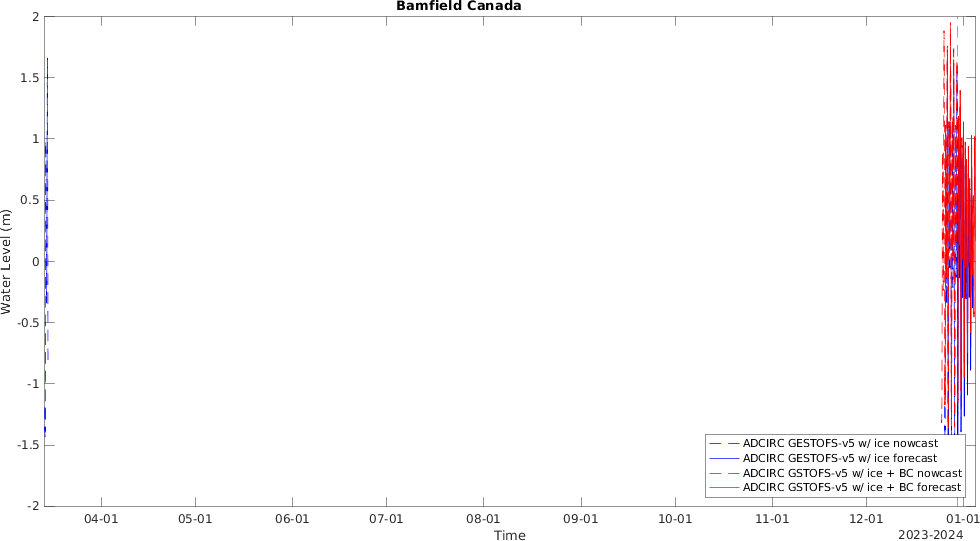 Bamfield Canada
2
1.5
1
0.5
0
-0.5
-1
-1.5
-2
Water Level (m)
ADCIRC GESTOFS-v5 w/ ice nowcast
ADCIRC GESTOFS-v5 w/ ice forecast
ADCIRC GSTOFS-v5 w/ ice + BC nowcast
ADCIRC GSTOFS-v5 w/ ice + BC forecast
04-01 05-01 06-01 07-01 08-01 09-01 10-01 11-01 12-01 01-01
Time
2023-2024